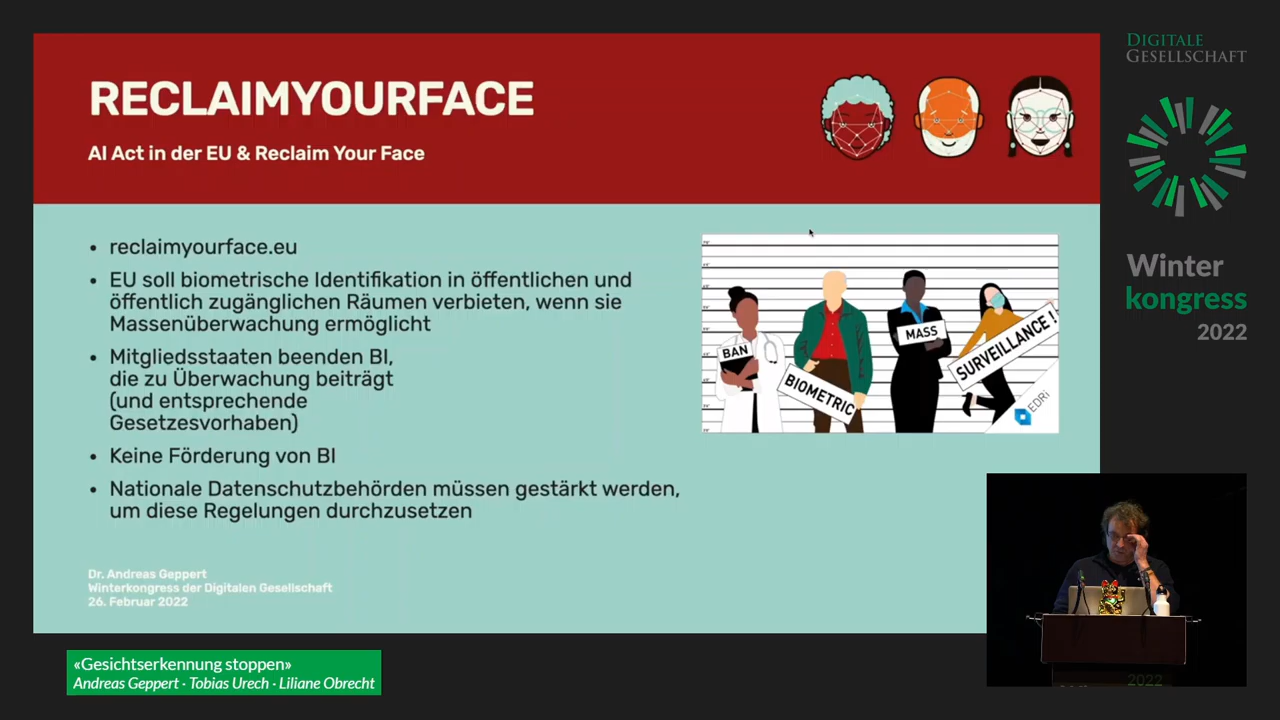 RECLAIMYOURFACE
AI Act in der EU & Reclaim Your Face
• reclaimyourface.eu
• EU soll biometrische Identifikation in öffentlichen und
öffentlich zugänglichen Räumen verbieten, wenn sie
Massenüberwachung ermöglicht
• Mitgliedsstaaten beenden BI,
die zu Überwachung beiträgt
(und entsprechende
Gesetzesvorhaben)
• Keine Förderung von BI
• Nationale Datenschutzbehörden müssen gestärkt werden,
um diese Regelungen durchzusetzen
BAN
BIOMETRIC
MASS
SURVEILLANCE !
EDRi
Dr. Andreas Geppert
Winterkongress der Digitalen Gesellschaft
26. Februar 2022
DIGITALE
GESELLSCHAFT
Winter
kongress
2022
2022
«Gesichtserkennung stoppen»
Andreas Geppert · Tobias Urech · Liliane Obrecht